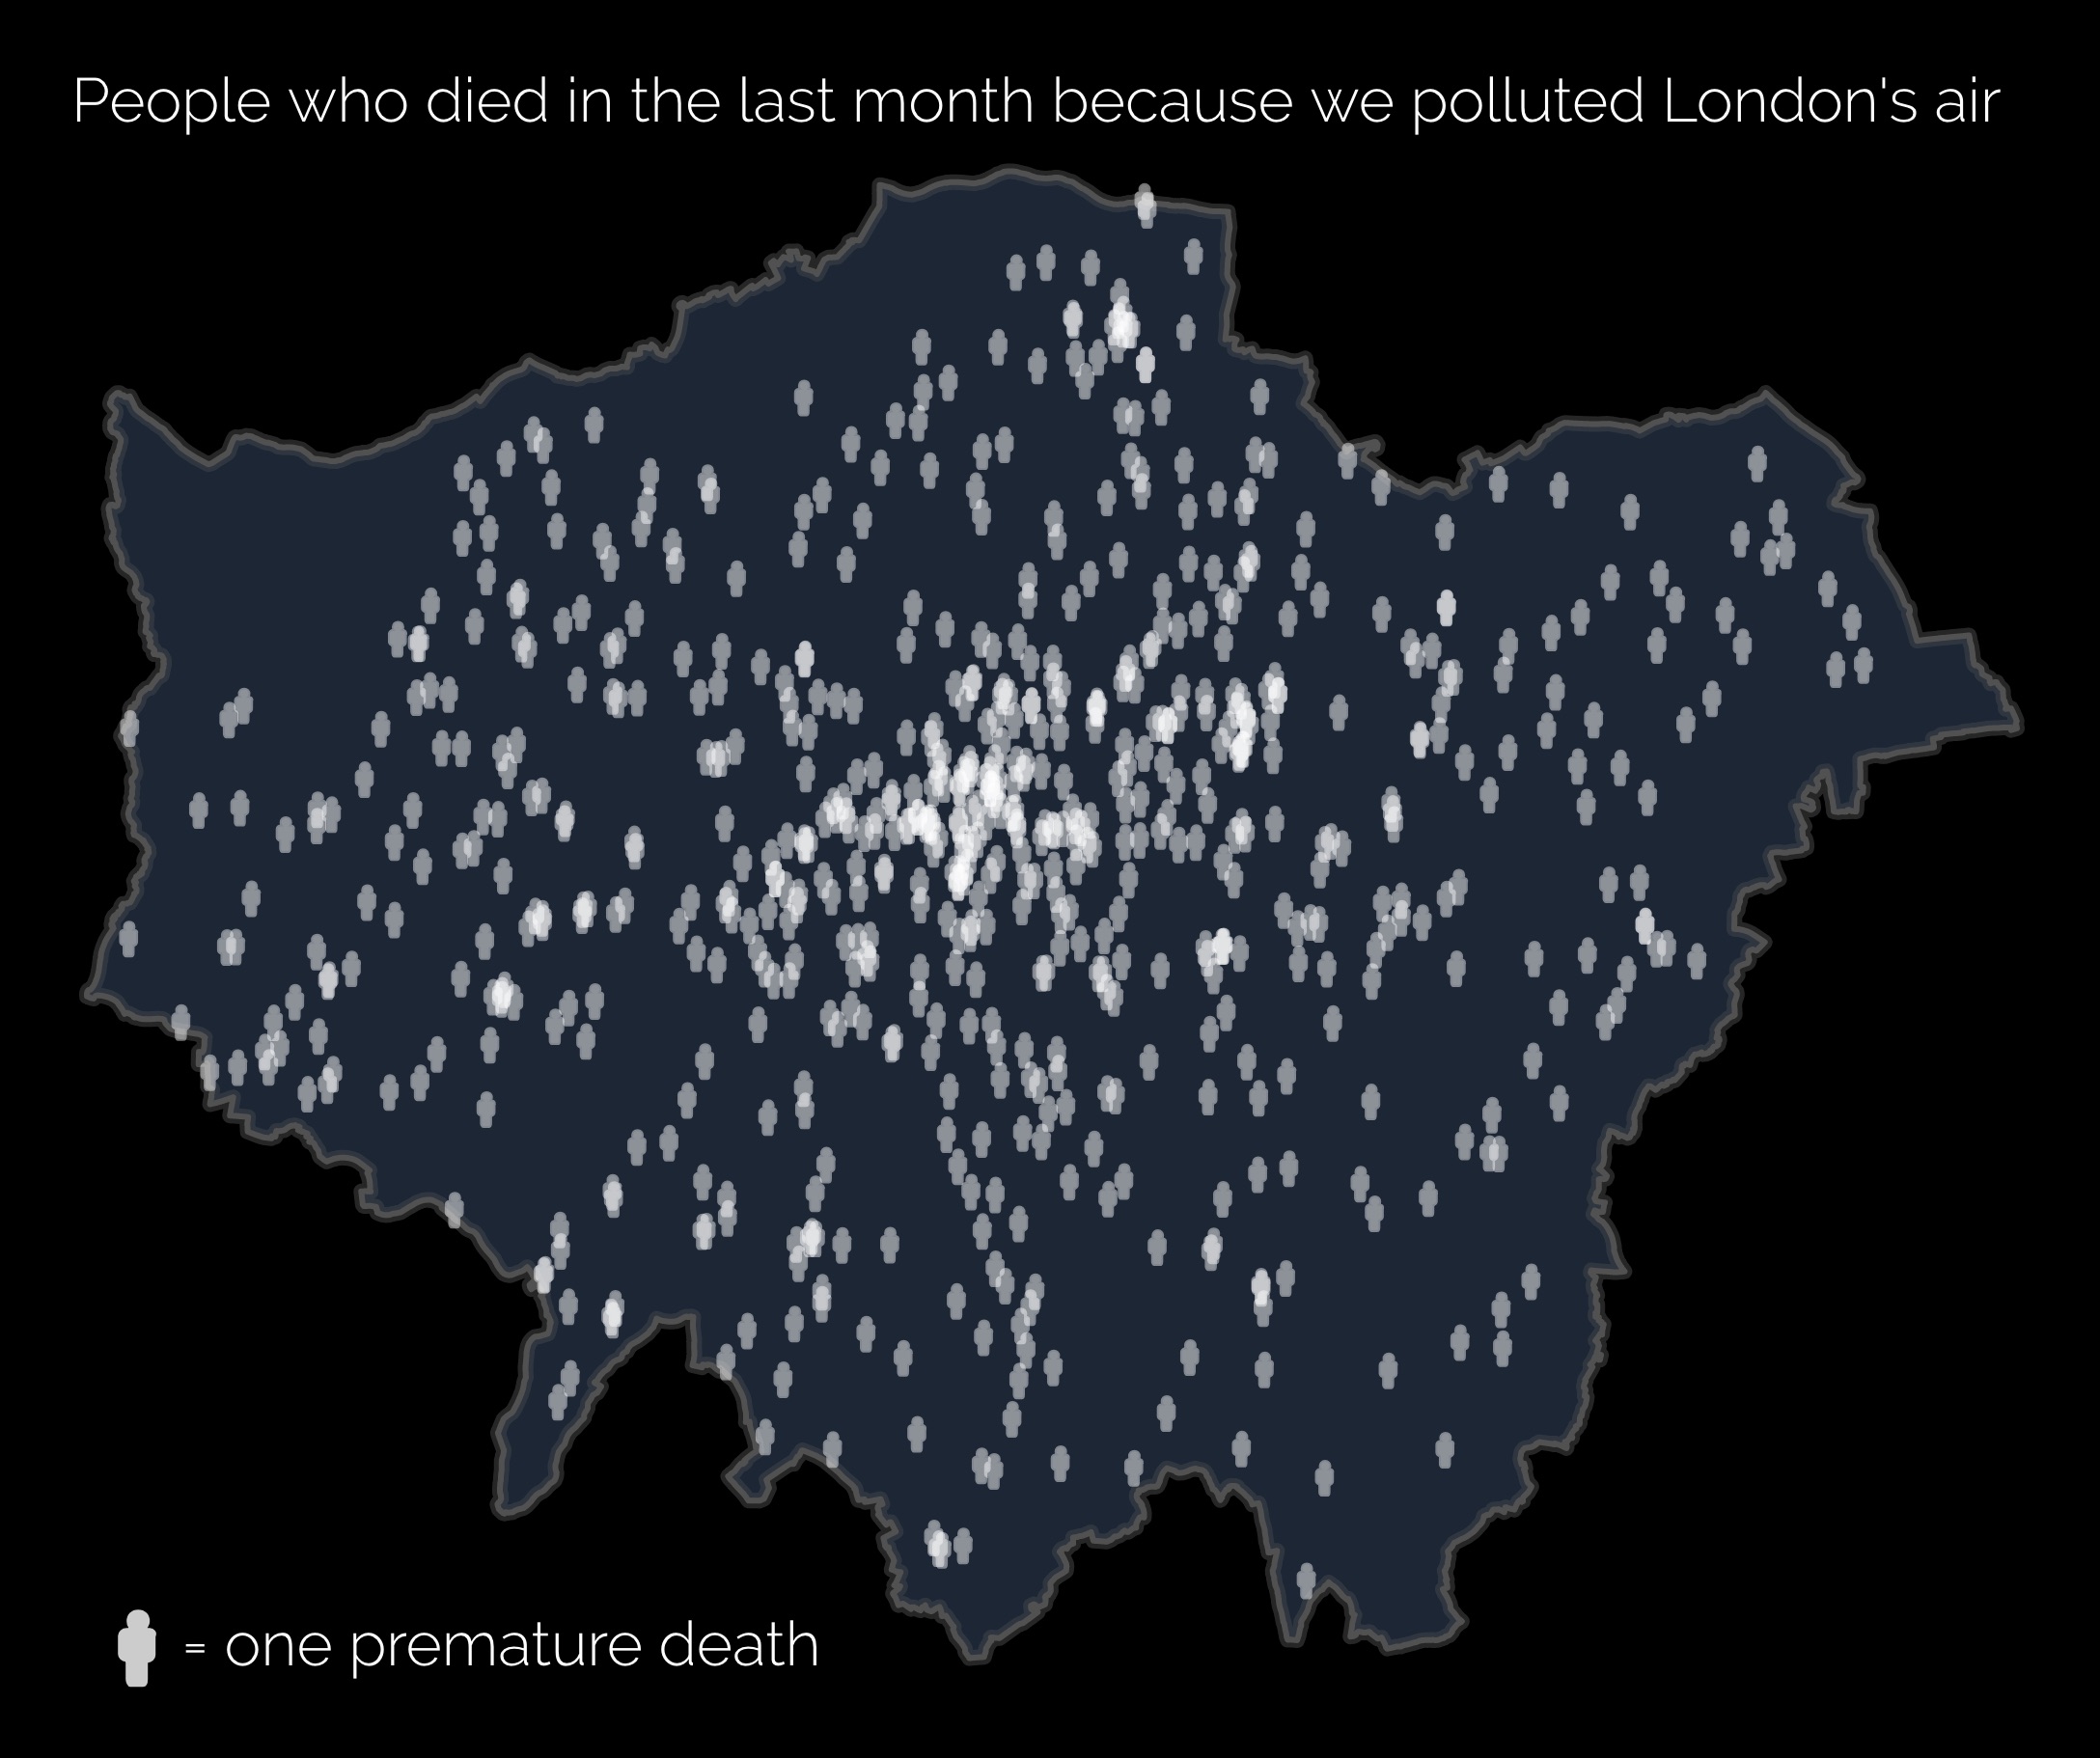 People who died in the last month because we polluted London's air
= one premature death